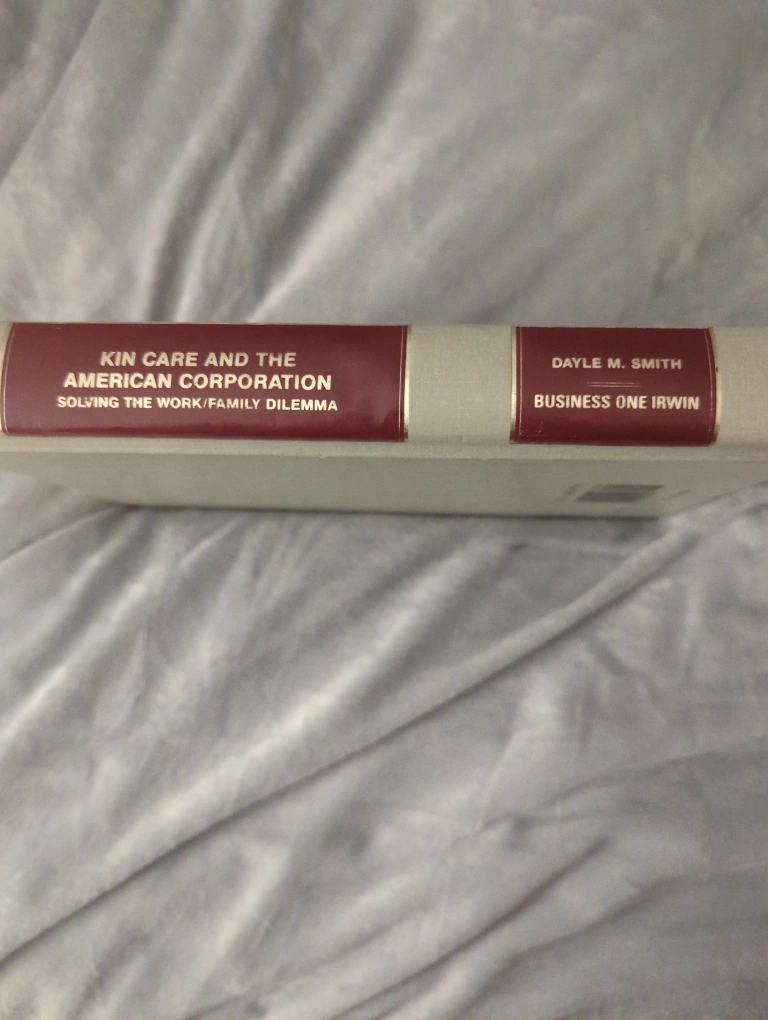 KIN CARE AND THE
AMERICAN CORPORATION
SOLVING THE WORK/FAMILY DILEMMA
DAYLE M. SMITH
BUSINESS ONE IRWIN